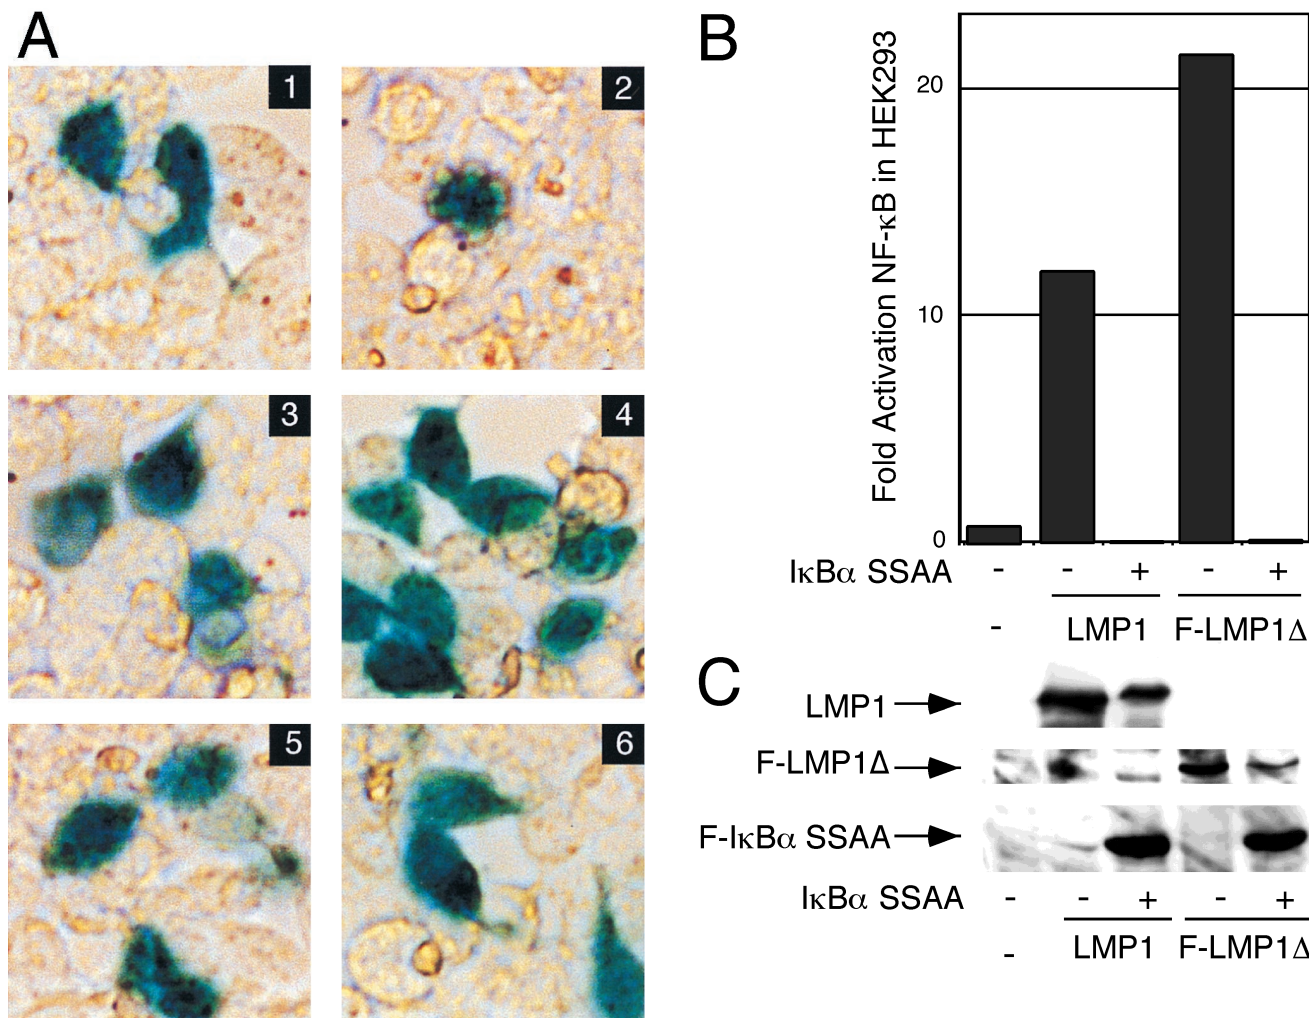 A
1
2
3
4
5
6
B
Fold Activation NF-κB in HEK293
20
10
0
IκBα SSAA - - + - +
- LMP1 F-LMP1Δ
C
LMP1
F-LMP1Δ
F-IκBα SSAA
IκBα SSAA - - + - +
- LMP1 F-LMP1Δ